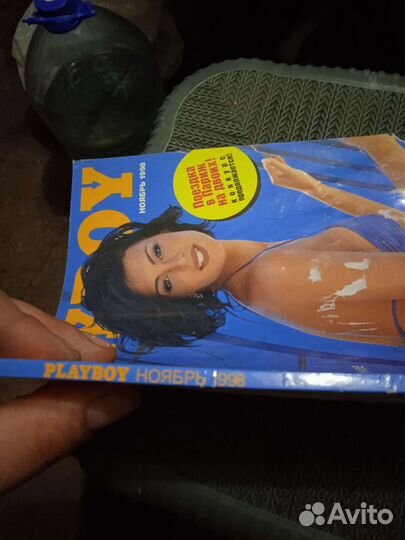 YBOY
НОЯБРЬ 1998
Поездка
в Париж
на двоих!
КОНКУРС
продолжается!
PLAYBOY НОЯБРЬ 1998
Avito